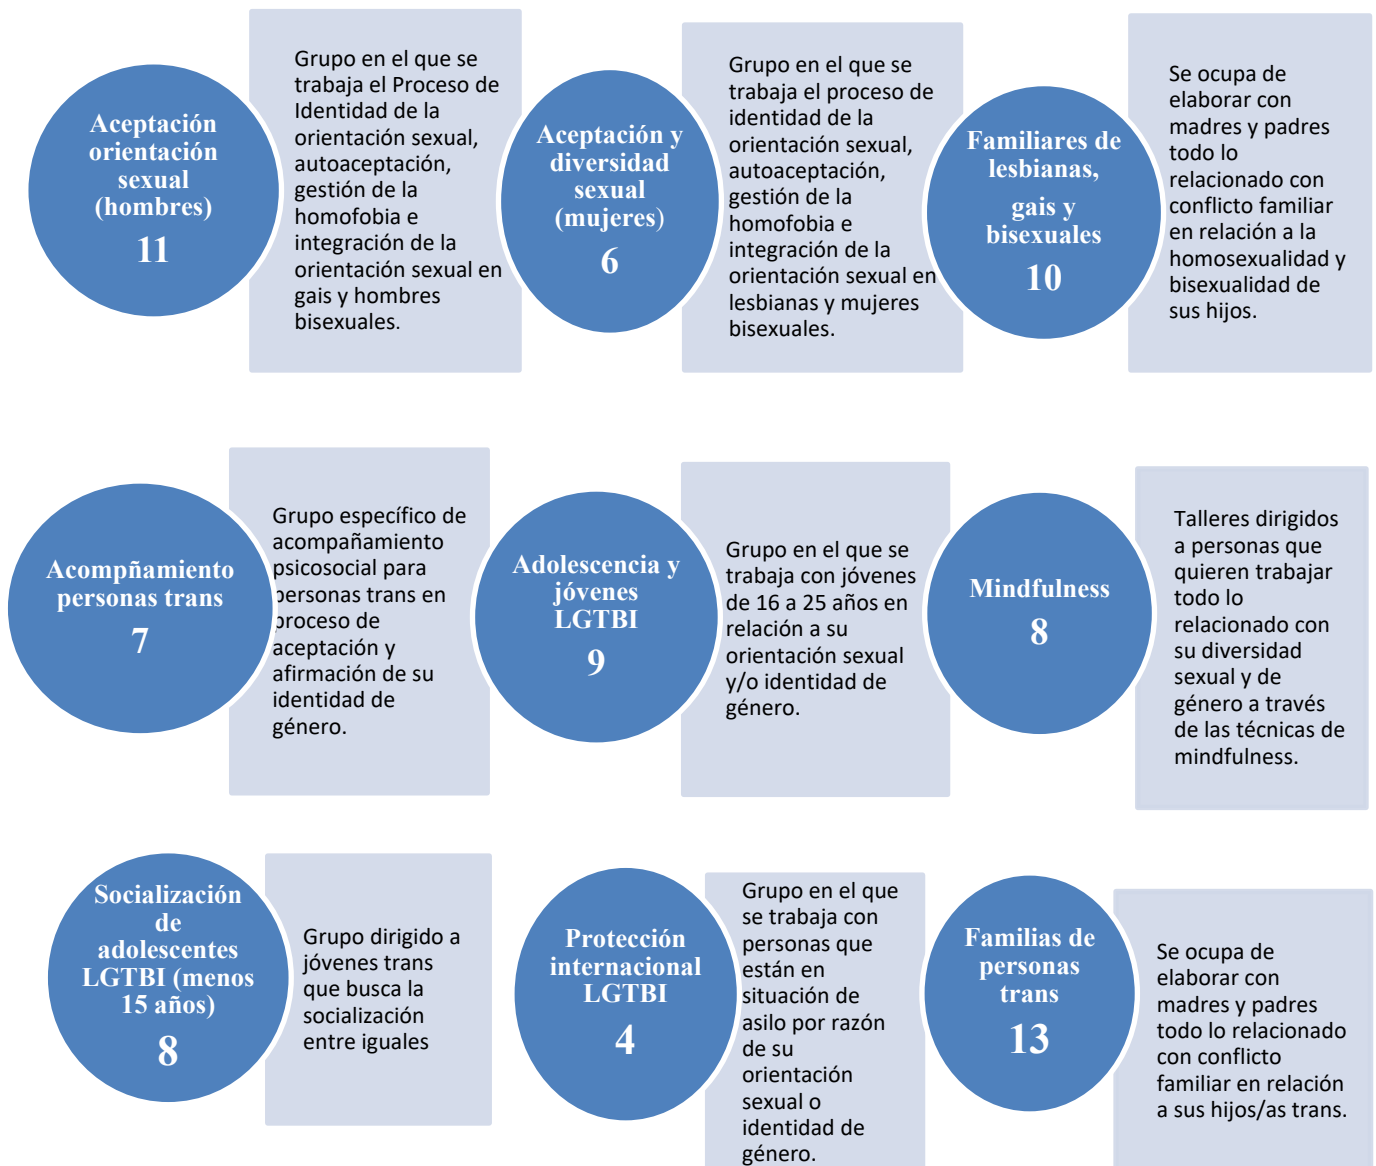 Aceptación
orientación
sexual
(hombres)
11
Grupo en el que se
trabaja el Proceso de
Identidad de la
orientación sexual,
autoaceptación,
gestión de la
homofobia e
integración de la
orientación sexual en
gais y hombres
bisexuales.
Aceptación y
diversidad
sexual
(mujeres)
6
Grupo en el que se
trabaja el proceso de
identidad de la
orientación sexual,
autoaceptación,
gestión de la
homofobia e
integración de la
orientación sexual en
lesbianas y mujeres
bisexuales.
Familiares de
lesbianas,
gais y
bisexuales
10
Se ocupa de
elaborar con
madres y padres
todo lo
relacionado con
conflicto familiar
en relación a la
homosexualidad y
bisexualidad de
sus hijos.
Acompñamiento
personas trans
7
Grupo específico de
acompañamiento
psicosocial para
personas trans en
proceso de
aceptación y
afirmación de su
identidad de
género.
Adolescencia y
jóvenes
LGTBI
9
Grupo en el que se
trabaja con jóvenes
de 16 a 25 años en
relación a su
orientación sexual
y/o identidad de
género.
Mindfulness
8
Talleres dirigidos
a personas que
quieren trabajar
todo lo
relacionado con
su diversidad
sexual y de
género a través
de las técnicas de
mindfulness.
Socialización
de
adolescentes
LGTBI (menos
15 años)
8
Grupo dirigido a
jóvenes trans
que busca la
socialización
entre iguales
Protección
internacional
LGTBI
4
Grupo en el que
se trabaja con
personas que
están en
situación de
asilo por razón
de su
orientación
sexual o
identidad de
género.
Familias de
personas
trans
13
Se ocupa de
elaborar con
madres y padres
todo lo relacionado
con conflicto
familiar en relación
a sus hijos/as trans.